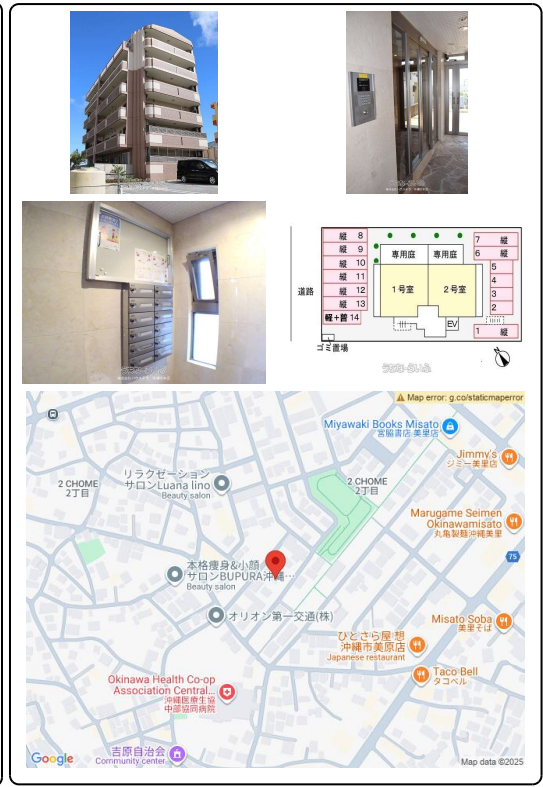 縦 8
縦 9
縦 10
縦 11
縦 12
縦 13
軽+普 14
道路
ゴミ置場
専用庭
専用庭
1号室
2号室
EV
7 縦
6 縦
5
4
3
2
1 縦
Map error: g.co/staticmaperror
Miyawaki Books Misato
宮脇書店 美里店
Jimmy's
ジミー美里店
2 CHOME
2丁目
リラクゼーション
サロンLuana lino
Beauty salon
2 CHOME
2丁目
Marugame Seimen
Okinawamisato
丸亀製麺沖縄美里
75
本格痩身&小顔
サロンBUPURA沖縄…
Beauty salon
オリオン第一交通(株)
Misato Soba
美里そば
ひとさら屋 想
沖縄市美原店
Japanese restaurant
Taco Bell
タコベル
Okinawa Health Co-op
Association Central...
沖縄医療生協
中部協同病院
吉原自治会
Community center
Google
Map data ©2025